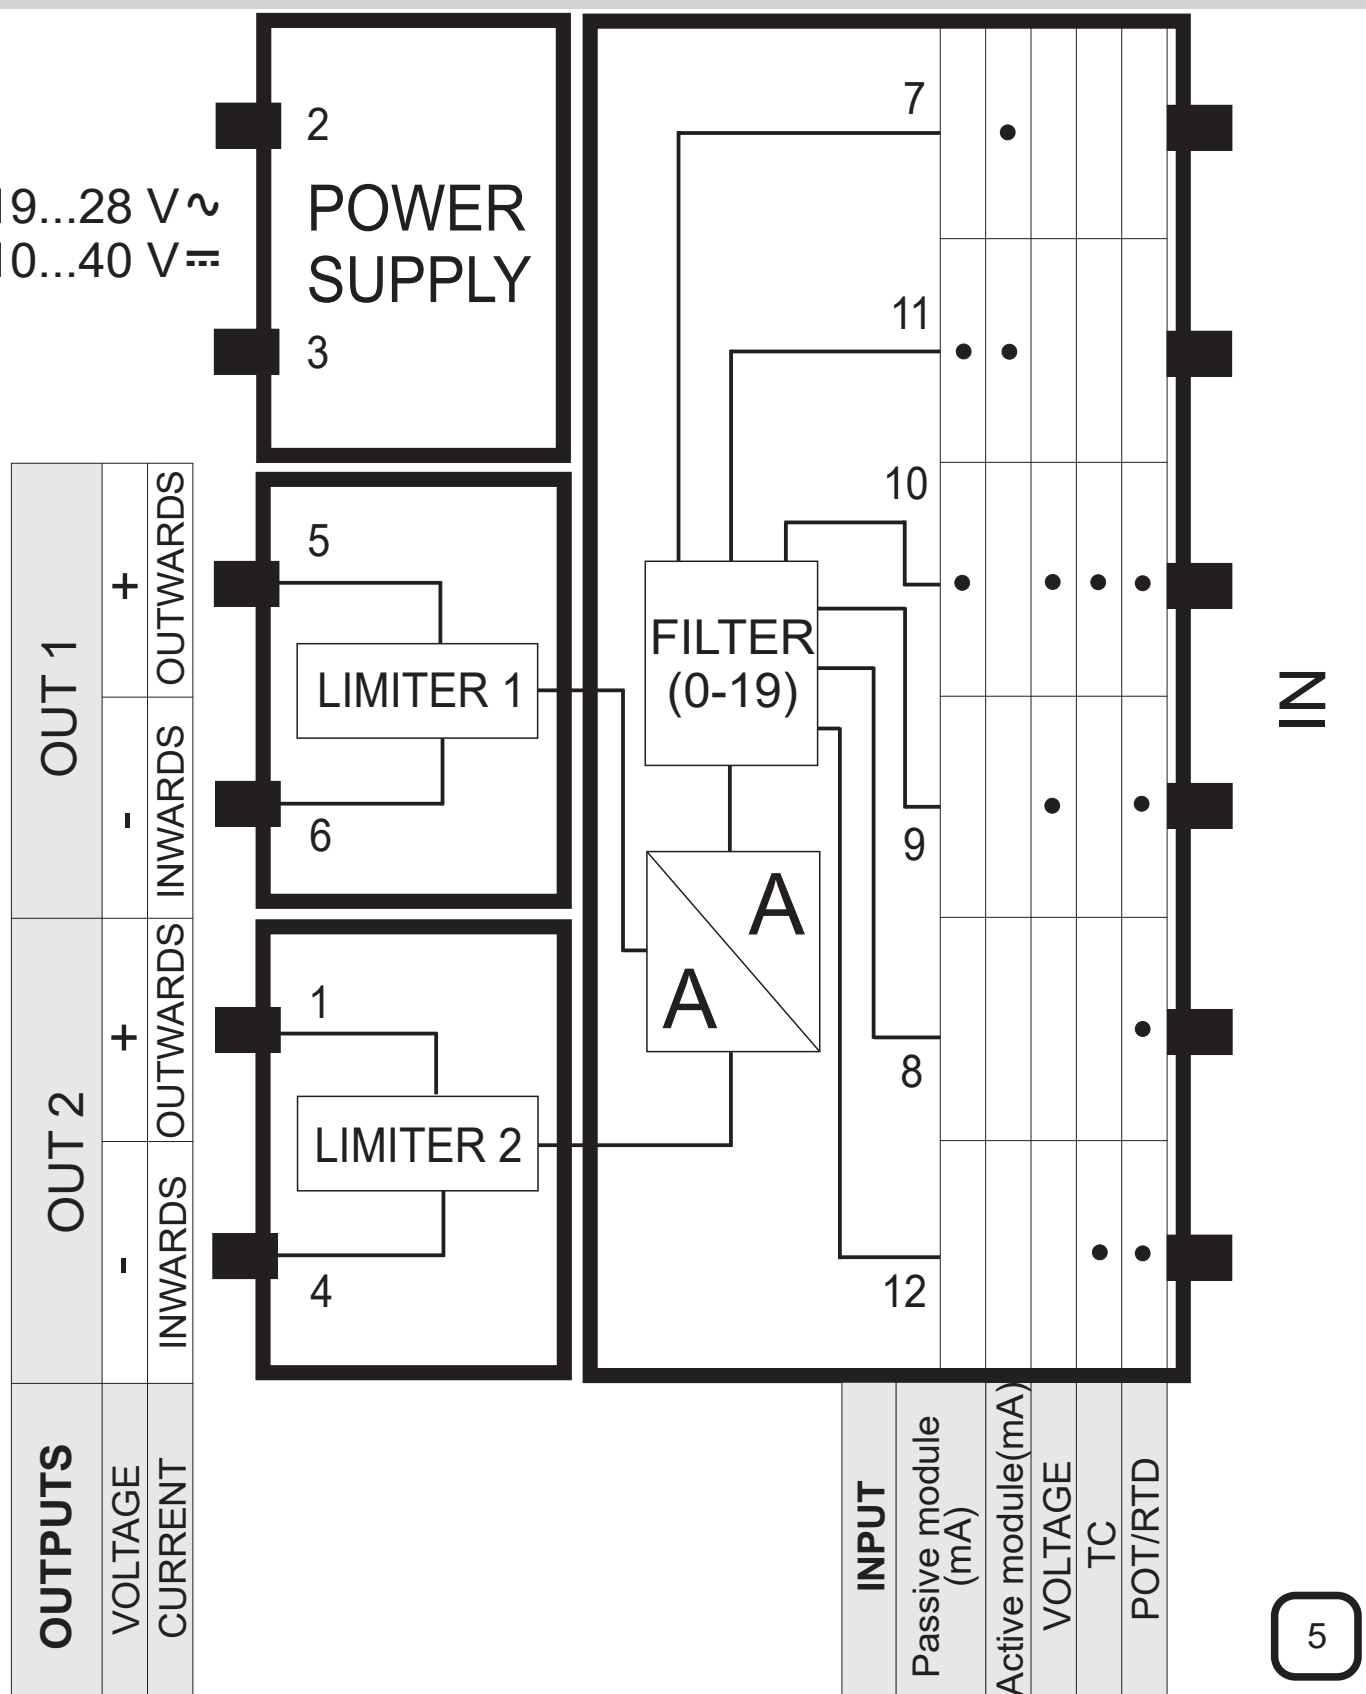 2
19...28 V
10...40 V
POWER
SUPPLY
3
OUT 1
+
OUTWARDS
-
INWARDS
5
LIMITER 1
6
OUT 2
+
OUTWARDS
-
INWARDS
1
LIMITER 2
4
OUTPUTS
VOLTAGE
CURRENT
7
11
10
FILTER
(0-19)
9
A
A
8
12
IN
INPUT
Passive module
(mA)
Active module(mA)
VOLTAGE
TC
POT/RTD
5